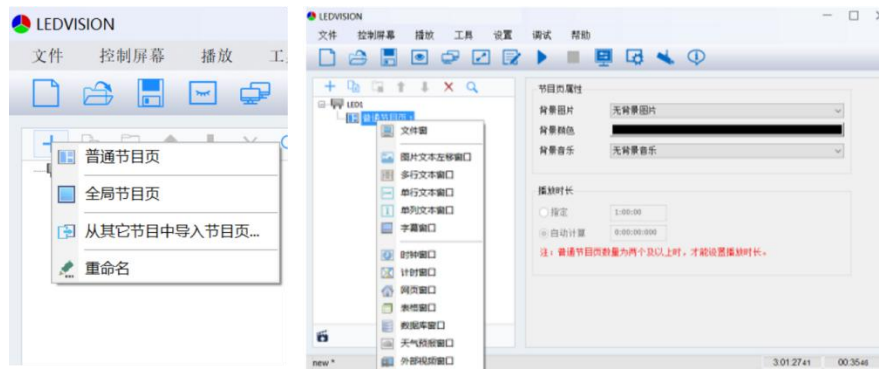 LEDVISION
文件 控制屏幕 播放 工
普通节目页
全局节目页
从其它节目中导入节目页...
重命名
LEDVISION
文件 控制屏幕 播放 工具 设置 调试 帮助
LED1
普通节目页
文件窗
图片文本左移窗口
多行文本窗口
单行文本窗口
单列文本窗口
字幕窗口
时钟窗口
计时窗口
网页窗口
表格窗口
数据库窗口
天气预报窗口
外部视频窗口
节目页属性
背景图片 无背景图片
背景颜色
背景音乐 无背景音乐
播放时长
指定 1:00:00
自动计算 0:00:00:000
注：普通节目页数量为两个及以上时，才能设置播放时长。
new *